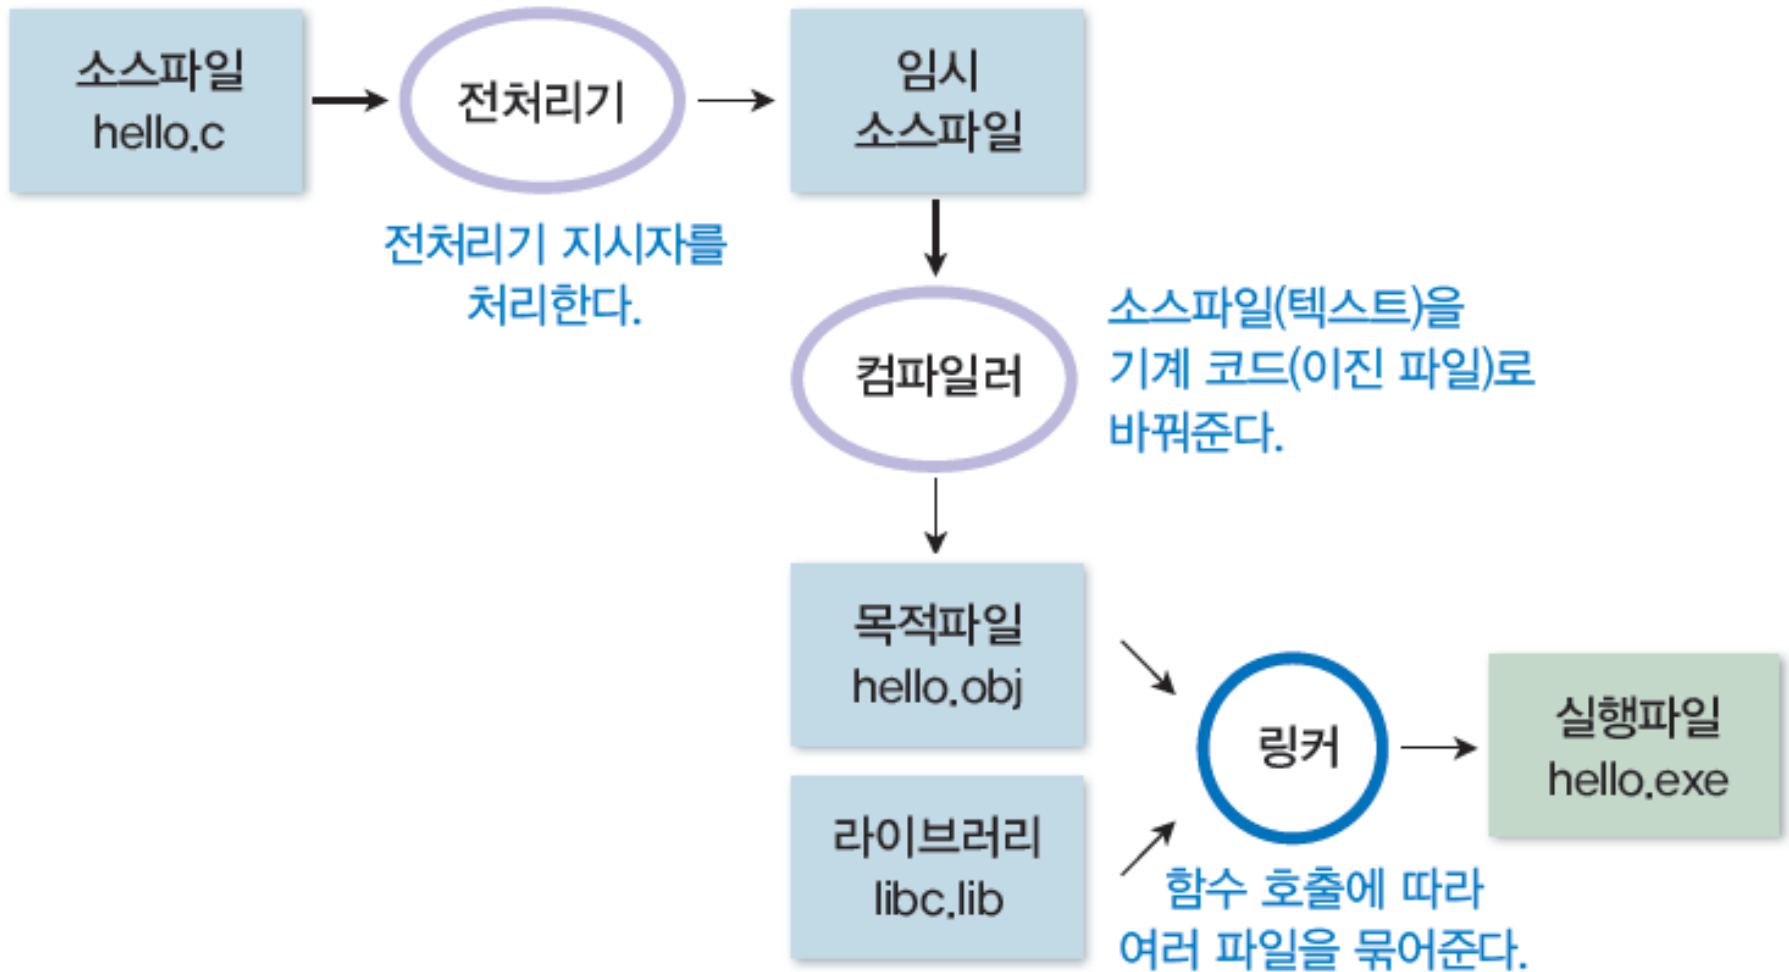 소스파일
hello.c
전처리기
임시
소스파일
전처리기 지시자를
처리한다.
컴파일러
소스파일(텍스트)을
기계 코드(이진 파일)로
바꿔준다.
목적파일
hello.obj
라이브러리
libc.lib
링커
함수 호출에 따라
여러 파일을 묶어준다.
실행파일
hello.exe